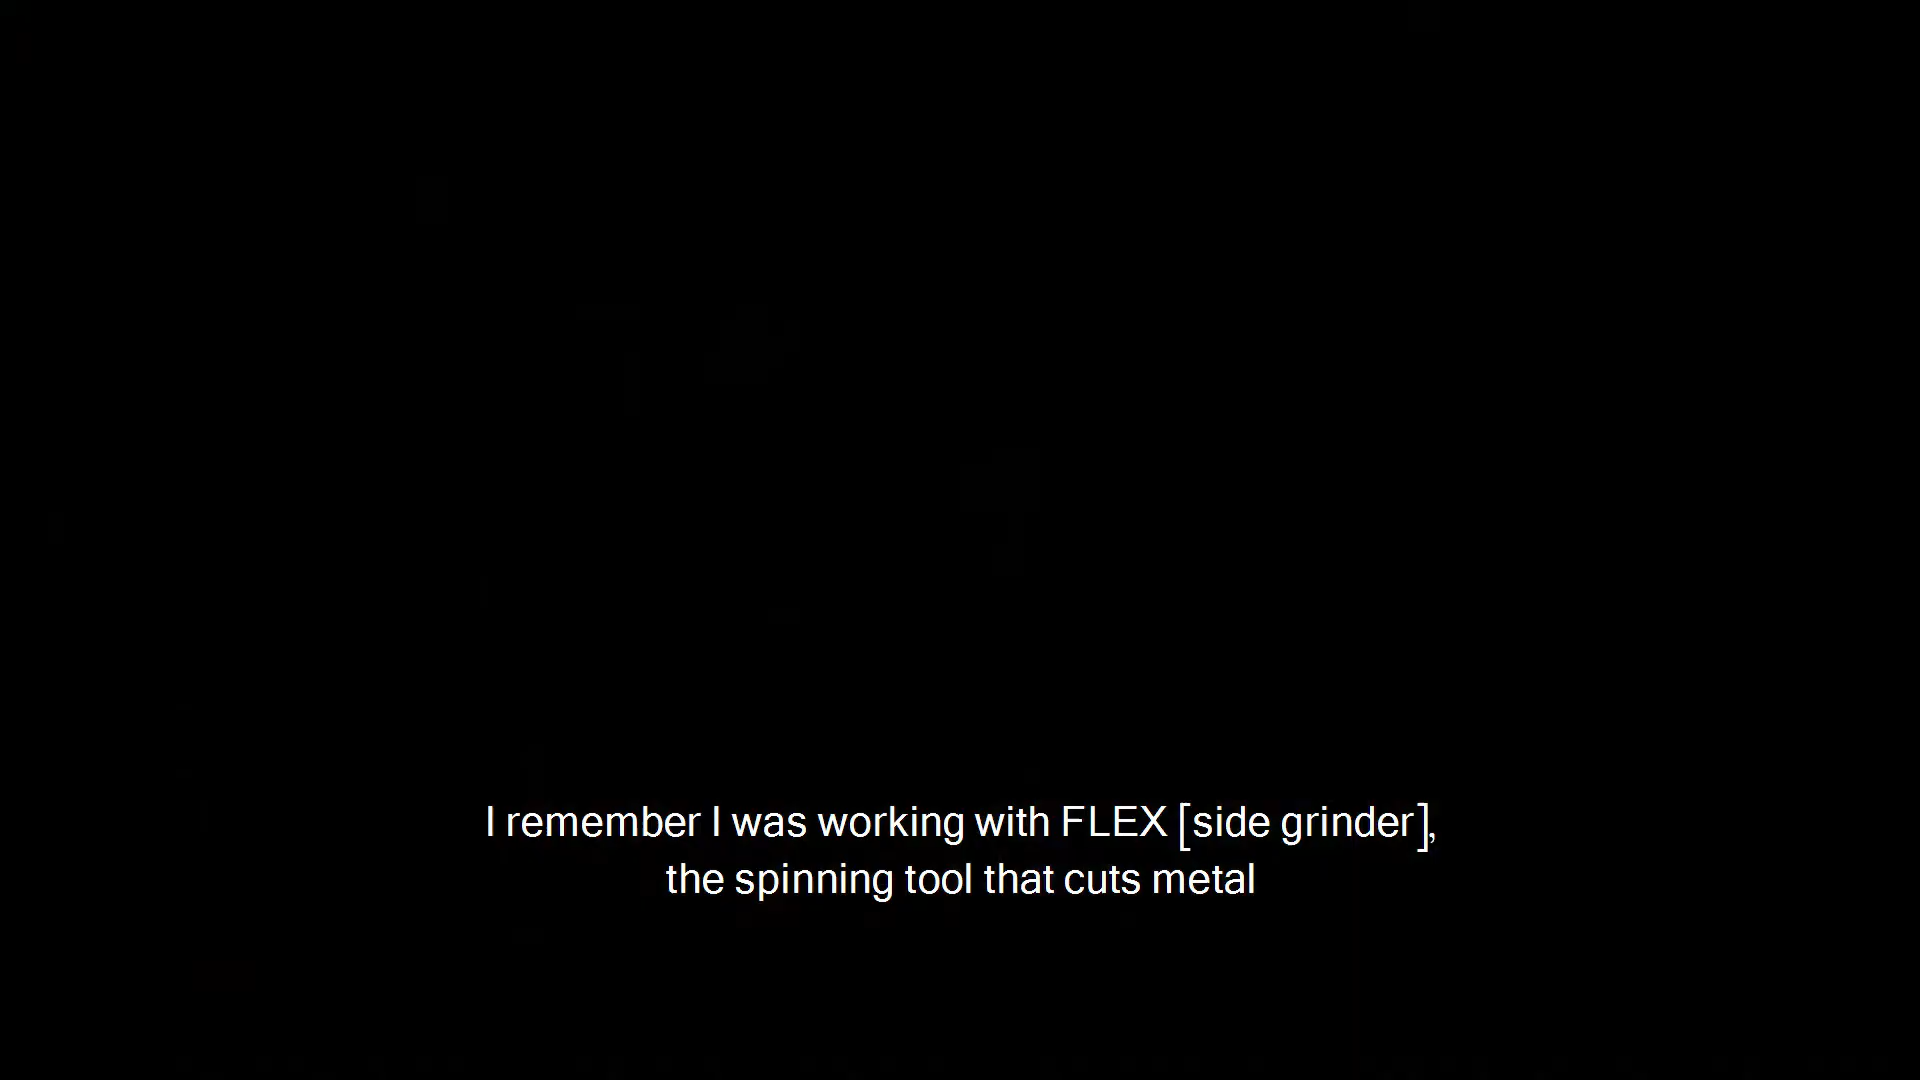 I remember I was working with FLEX [side grinder],
the spinning tool that cuts metal